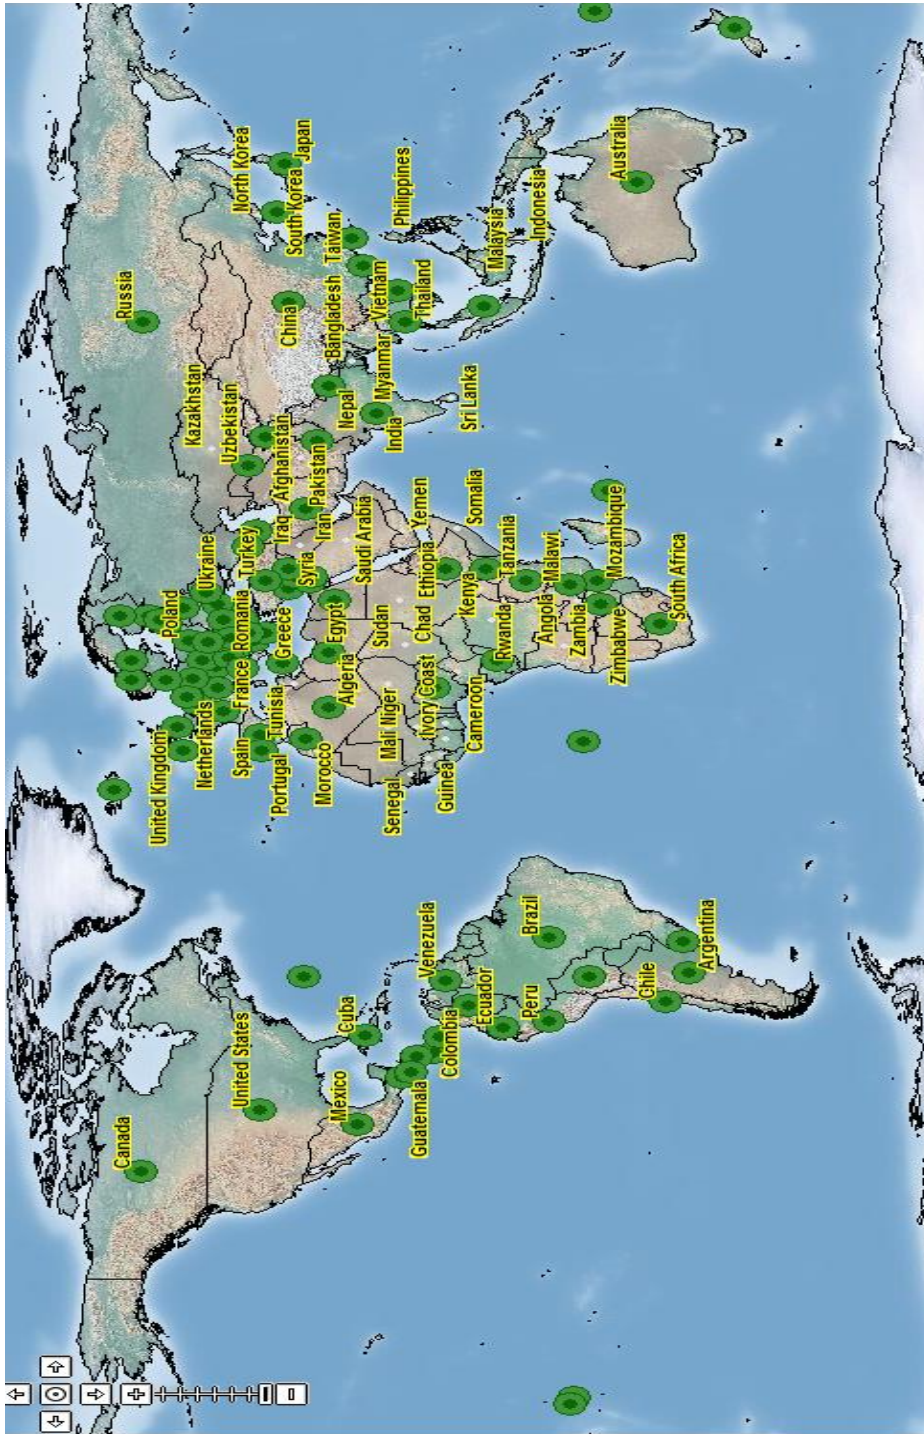 Canada
United States
Mexico
Cuba
Guatemala
Colombia
Venezuela
Ecuador
Peru
Brazil
Chile
Argentina
United Kingdom
Netherlands
Poland
Ukraine
France
Romania
Spain
Portugal
Greece
Turkey
Tunisia
Morocco
Algeria
Egypt
Syria
Iraq
Iran
Saudi Arabia
Yemen
Senegal
Mali
Niger
Chad
Sudan
Ethiopia
Somalia
Guinea
Ivory Coast
Cameroon
Kenya
Rwanda
Tanzania
Angola
Malawi
Zambia
Mozambique
Zimbabwe
South Africa
Russia
Kazakhstan
Uzbekistan
Afghanistan
Pakistan
Nepal
India
Sri Lanka
Bangladesh
Myanmar
China
North Korea
South Korea
Japan
Taiwan
Vietnam
Thailand
Philippines
Malaysia
Indonesia
Australia